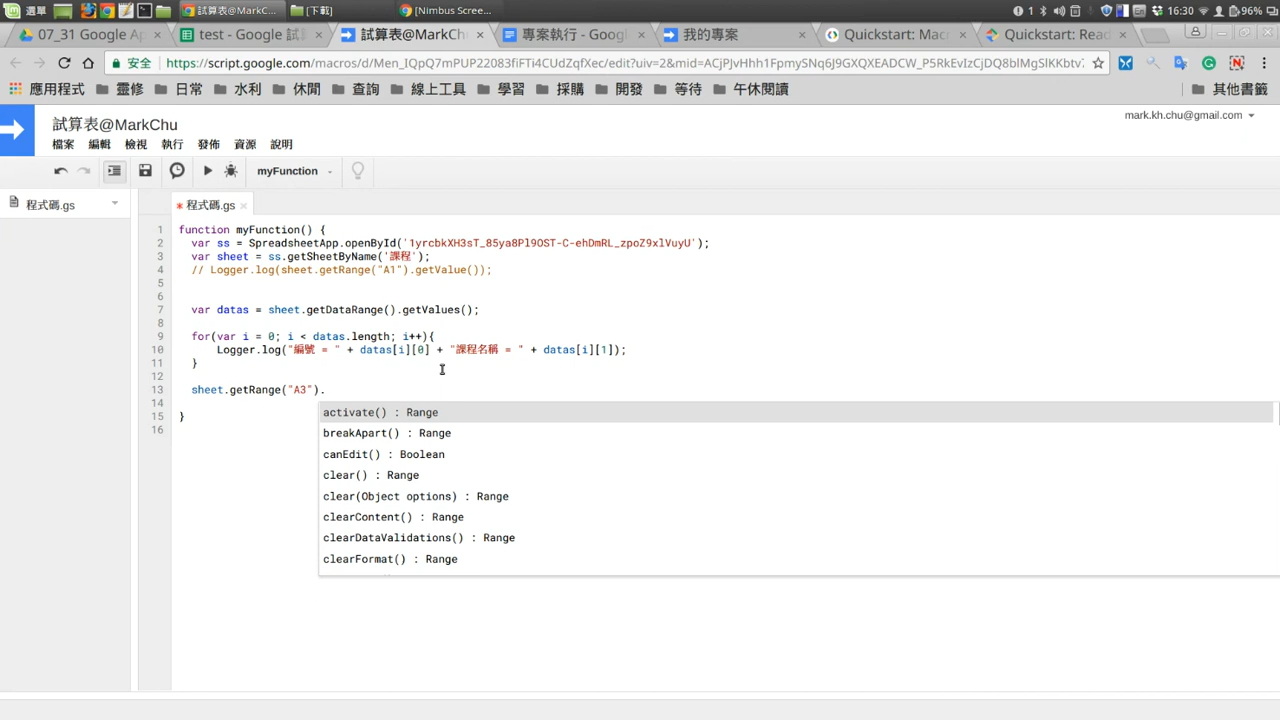 選單
試算表@MarkC...
[下載]
[Nimbus Scree...
1
En
16:30
96%
07_31 Google Ap
test - Google 試
試算表@MarkCh
專案執行 - Goog
我的專案
Quickstart: Mac
Quickstart: Read
安全
https://script.google.com/macros/d/Men_IQpQ7mPUP22083fiFTi4CUdZqfXec/edit?uiv=2&mid=ACjPJvHhh1FpmySNq6J9GXQXEADCW_P5RkEvIzCjDQ8blMgSlKKbtv7
應用程式
靈修
日常
水利
休閒
查詢
線上工具
學習
採購
開發
等待
午休閱讀
其他書籤
試算表@MarkChu
mark.kh.chu@gmail.com
檔案 編輯 檢視 執行 發佈 資源 說明
myFunction
程式碼.gs
* 程式碼.gs ×
1 function myFunction() {
2 var ss = SpreadsheetApp.openById('1yrcbkXH3sT_85ya8Pl9OST-C-ehDmRL_zpoZ9xlVuyU');
3 var sheet = ss.getSheetByName('課程');
4 // Logger.log(sheet.getRange("A1").getValue());
5
6
7 var datas = sheet.getDataRange().getValues();
8
9 for(var i = 0; i < datas.length; i++){
10 Logger.log("編號 = " + datas[i][0] + "課程名稱 = " + datas[i][1]);
11 }
12
13 sheet.getRange("A3").
14
15 }
16
activate() : Range
breakApart() : Range
canEdit() : Boolean
clear() : Range
clear(Object options) : Range
clearContent() : Range
clearDataValidations() : Range
clearFormat() : Range